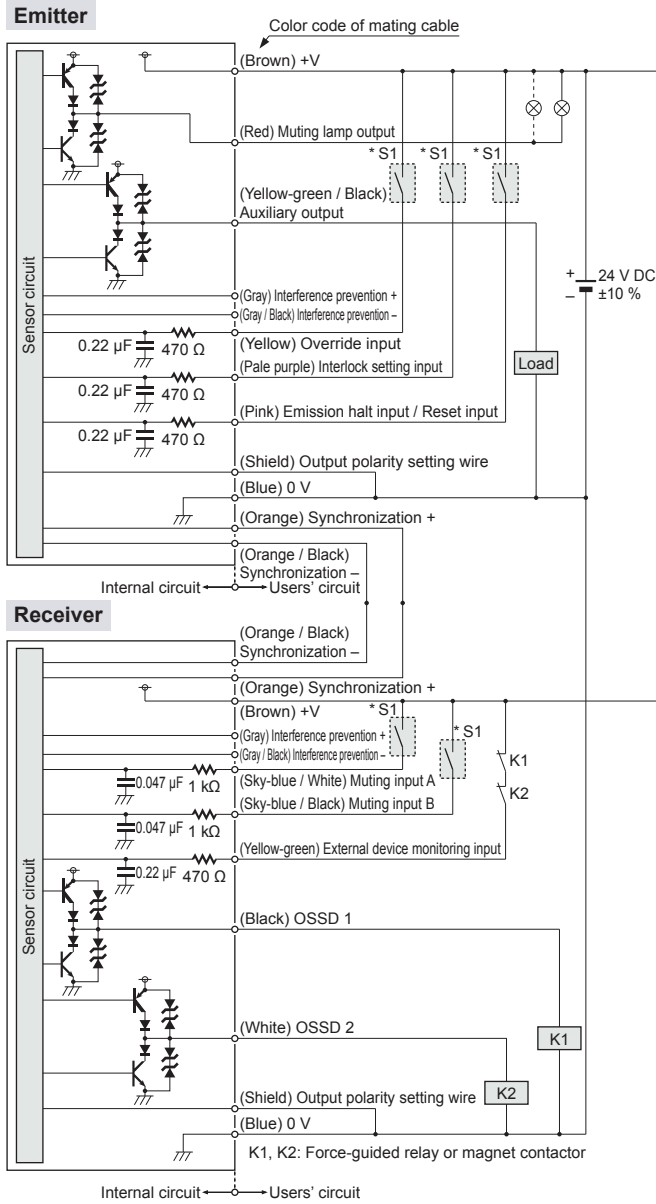 Emitter
Color code of mating cable
(Brown) +V
(Red) Muting lamp output
* S1
* S1
* S1
(Yellow-green / Black)
Auxiliary output
+
–
24 V DC
±10 %
Sensor circuit
(Gray) Interference prevention +
(Gray / Black) Interference prevention –
0.22 µF
470 Ω
(Yellow) Override input
(Pale purple) Interlock setting input
Load
0.22 µF
470 Ω
(Pink) Emission halt input / Reset input
0.22 µF
470 Ω
(Shield) Output polarity setting wire
(Blue) 0 V
(Orange) Synchronization +
(Orange / Black)
Synchronization –
Internal circuit
Users' circuit
Receiver
(Orange / Black)
Synchronization –
(Orange) Synchronization +
(Brown) +V
* S1
* S1
(Gray) Interference prevention +
(Gray / Black) Interference prevention –
K1
0.047 µF
1 kΩ
(Sky-blue / White) Muting input A
K2
(Sky-blue / Black) Muting input B
0.047 µF
1 kΩ
(Yellow-green) External device monitoring input
0.22 µF
470 Ω
Sensor circuit
(Black) OSSD 1
(White) OSSD 2
K1
K2
(Shield) Output polarity setting wire
(Blue) 0 V
K1, K2: Force-guided relay or magnet contactor
Internal circuit
Users' circuit